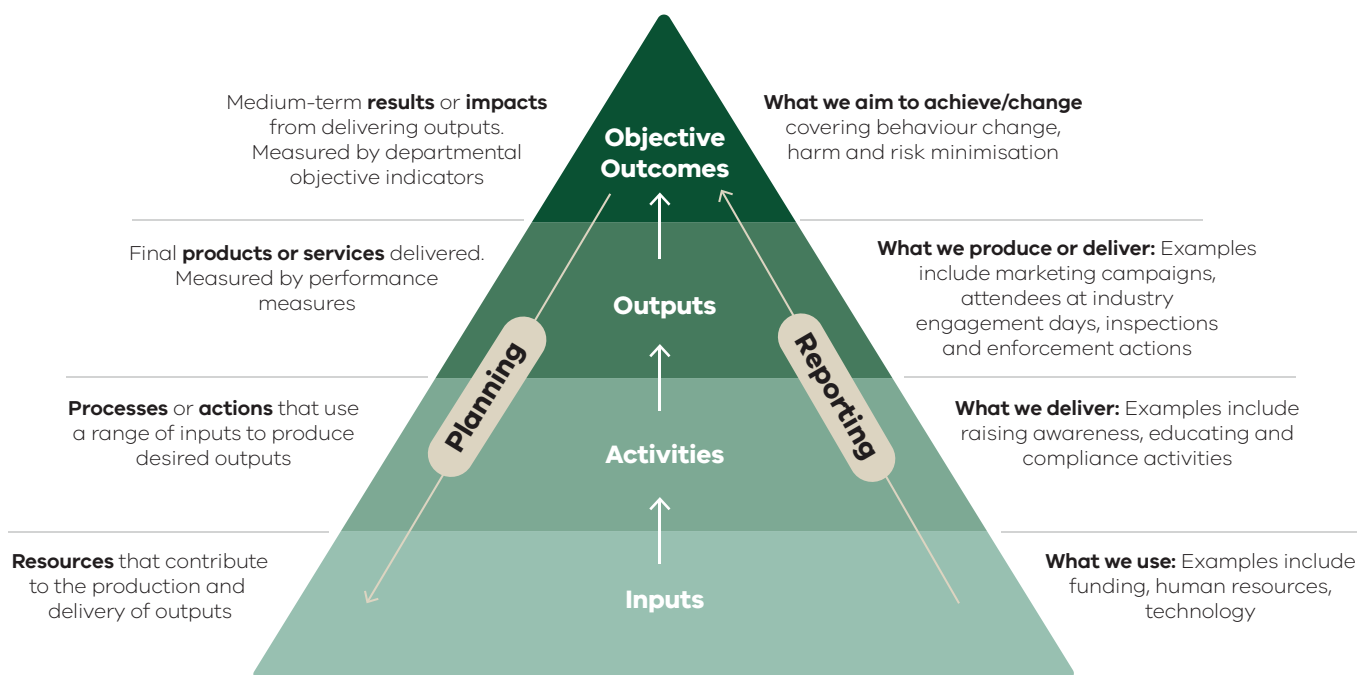 Medium-term results or impacts
from delivering outputs.
Measured by departmental
objective indicators
Objective
Outcomes
What we aim to achieve/change
covering behaviour change,
harm and risk minimisation
Final products or services delivered.
Measured by performance
measures
Outputs
What we produce or deliver: Examples
include marketing campaigns,
attendees at industry
engagement days, inspections
and enforcement actions
Planning
Reporting
Processes or actions that use
a range of inputs to produce
desired outputs
Activities
What we deliver: Examples include
raising awareness, educating and
compliance activities
Resources that contribute
to the production and
delivery of outputs
Inputs
What we use: Examples include
funding, human resources,
technology